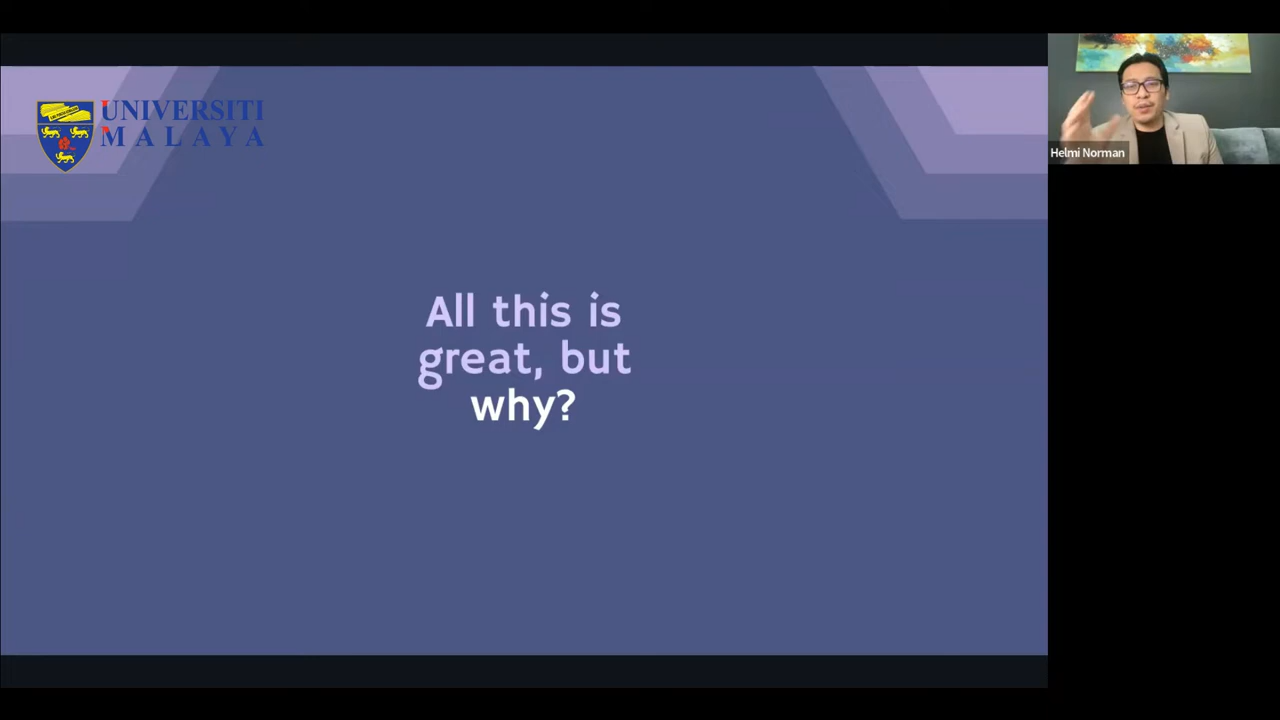 UNIVERSITI
MALAYA
All this is
great, but
why?
Helmi Norman